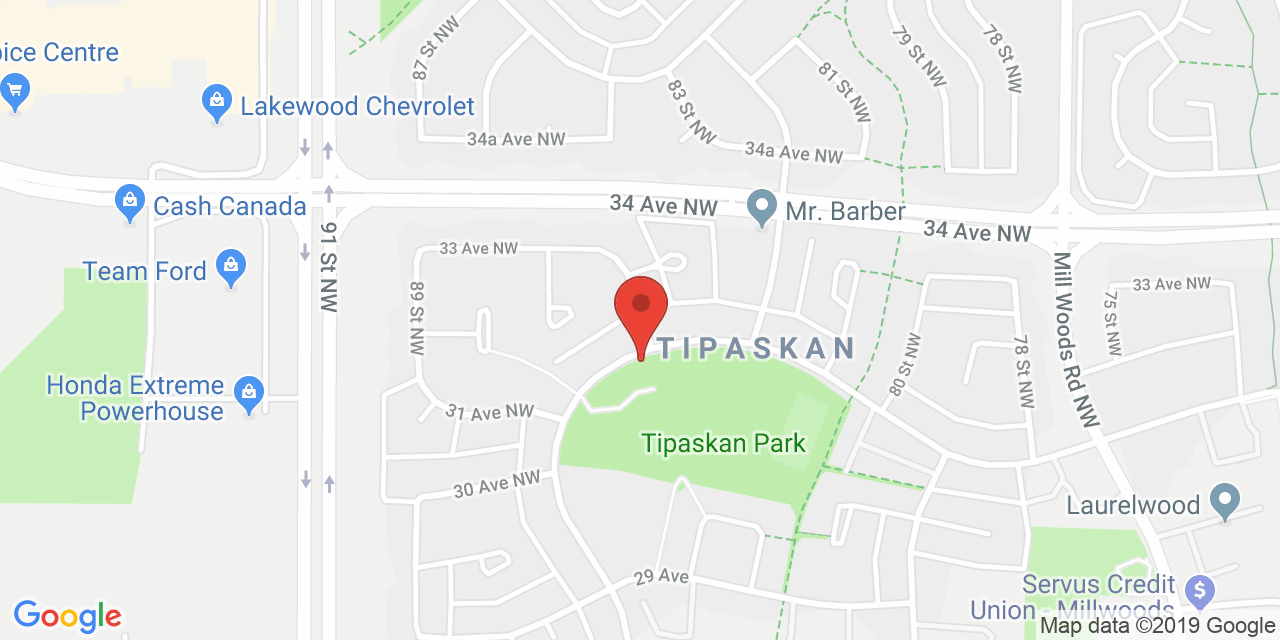 87 St NW
79 St NW
78 St NW
Centre
81 St NW
83 St NW
Lakewood Chevrolet
34a Ave NW
34a Ave NW
34 Ave NW
Cash Canada
Mr. Barber
34 Ave NW
91 St NW
33 Ave NW
Team Ford
89 St NW
Mill Woods Rd NW
75 St NW
33 Ave NW
TIPASKAN
80 St NW
78 St NW
Honda Extreme
Powerhouse
31 Ave NW
Tipaskan Park
30 Ave NW
Laurelwood
29 Ave
Servus Credit
Union - Millwoods
Google
Map data ©2019 Google